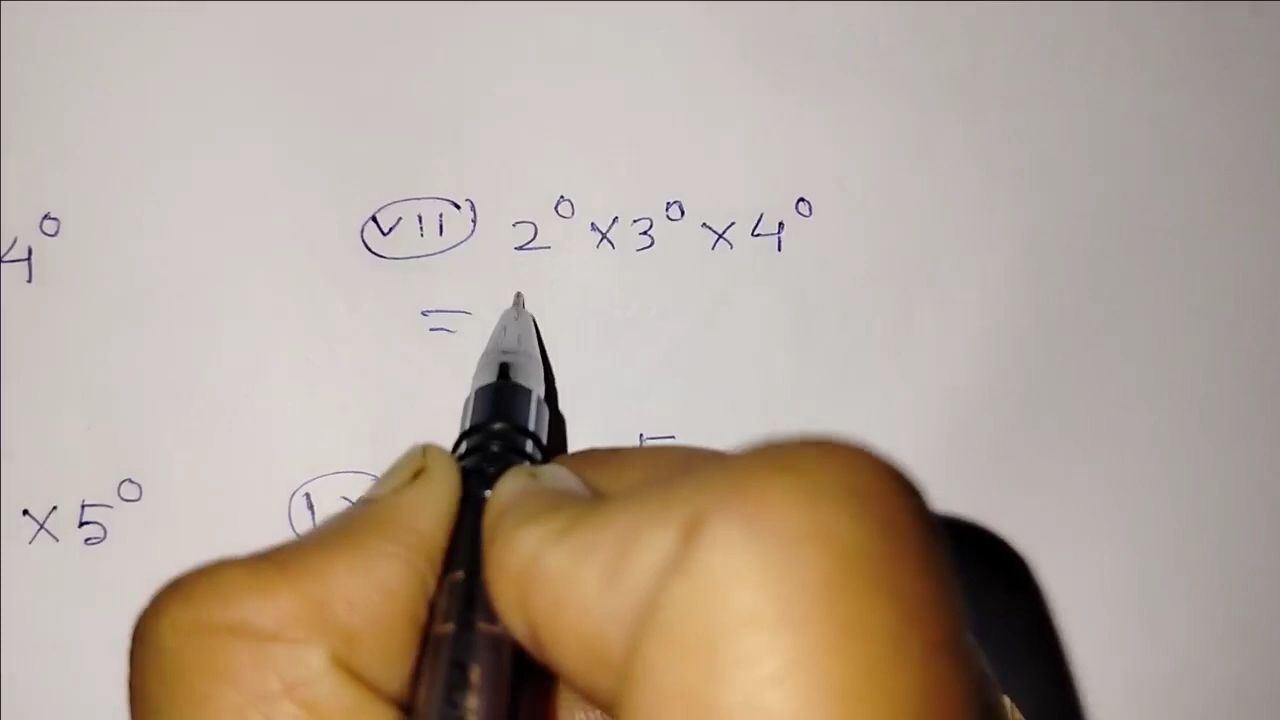 4⁰
(vii) 2⁰ × 3⁰ × 4⁰
=
× 5⁰